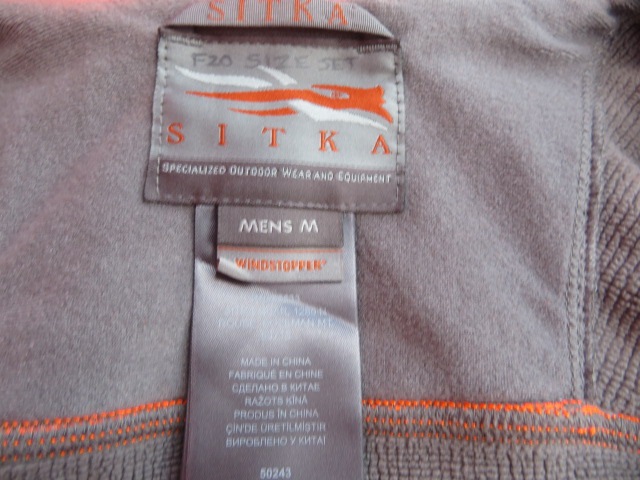 SITKA
F20 SIZE SET
SITKA
SPECIALIZED OUTDOOR WEAR AND EQUIPMENT
MENS M
WINDSTOPPER
MADE IN CHINA
FABRIQUÉ EN CHINE
СДЕЛАНО В КИТАЕ
RAŽOTS ĶĪNĀ
PRODUS ÎN CHINA
ÇİN'DE ÜRETİLMİŞTİR
ВИРОБЛЕНО У КИТАЇ
50243